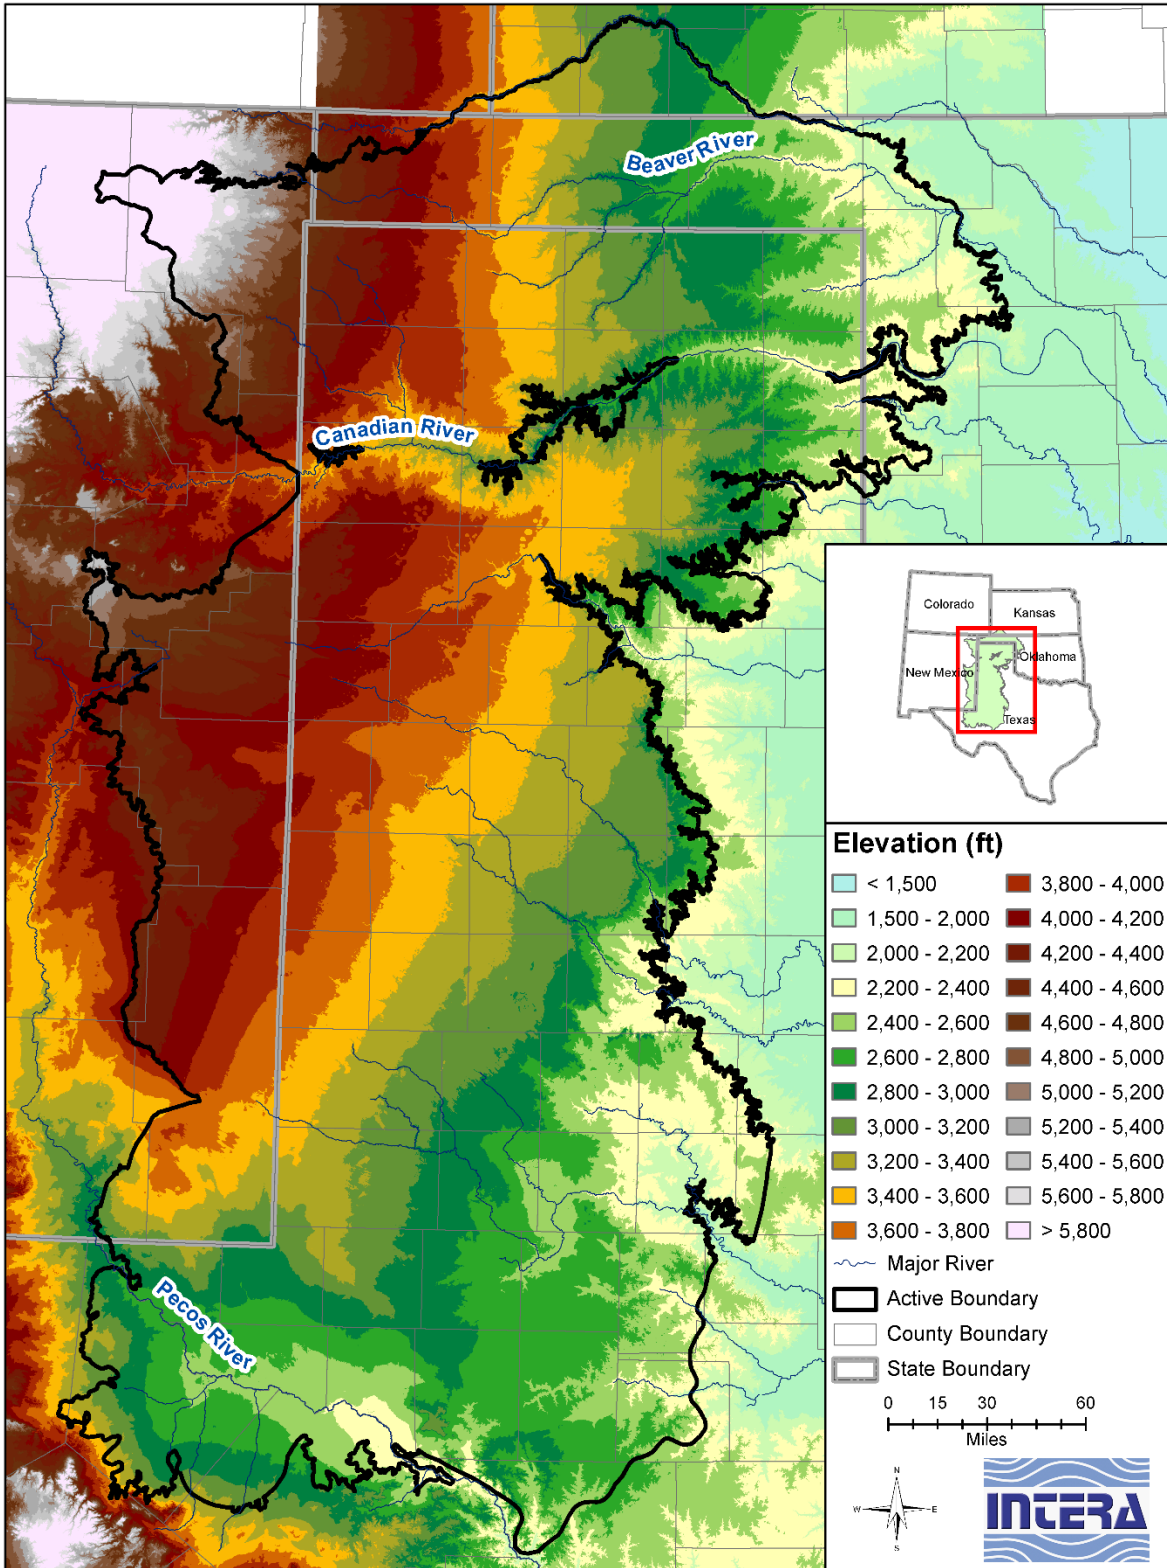 Beaver River
Canadian River
Pecos River
Colorado
Kansas
New Mexico
Oklahoma
Texas
Elevation (ft)
< 1,500
1,500 - 2,000
2,000 - 2,200
2,200 - 2,400
2,400 - 2,600
2,600 - 2,800
2,800 - 3,000
3,000 - 3,200
3,200 - 3,400
3,400 - 3,600
3,600 - 3,800
3,800 - 4,000
4,000 - 4,200
4,200 - 4,400
4,400 - 4,600
4,600 - 4,800
4,800 - 5,000
5,000 - 5,200
5,200 - 5,400
5,400 - 5,600
5,600 - 5,800
> 5,800
Major River
Active Boundary
County Boundary
State Boundary
0 15 30 60
Miles
N
W E
S
INTERA